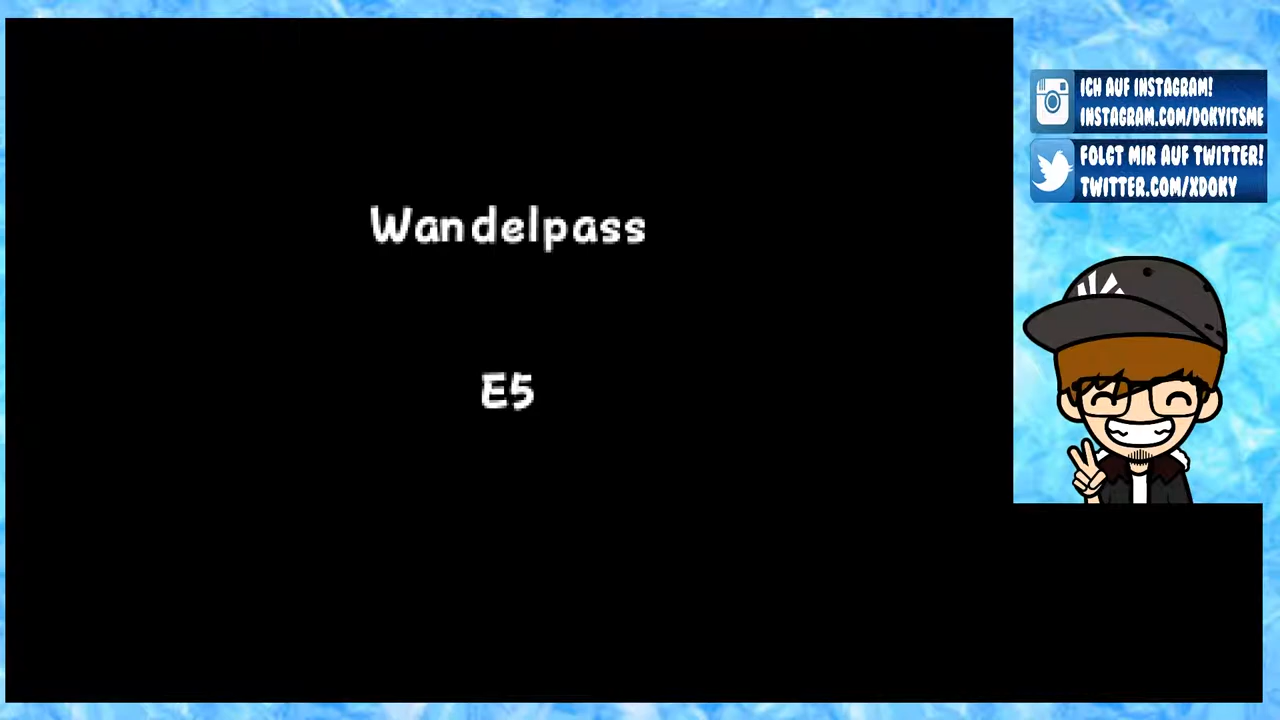 Wandelpass
E5
ICH AUF INSTAGRAM!
INSTAGRAM.COM/DOKYITSME
FOLGT MIR AUF TWITTER!
TWITTER.COM/XDOKY